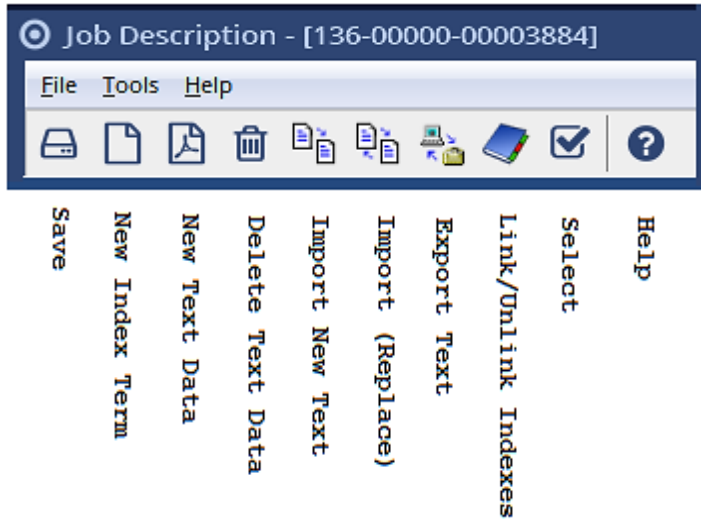 Job Description - [136-00000-00003884]
File Tools Help
Save
New Index Term
New Text Data
Delete Text Data
Import New Text
Import (Replace)
Export Text
Link/Unlink Indexes
Select
Help